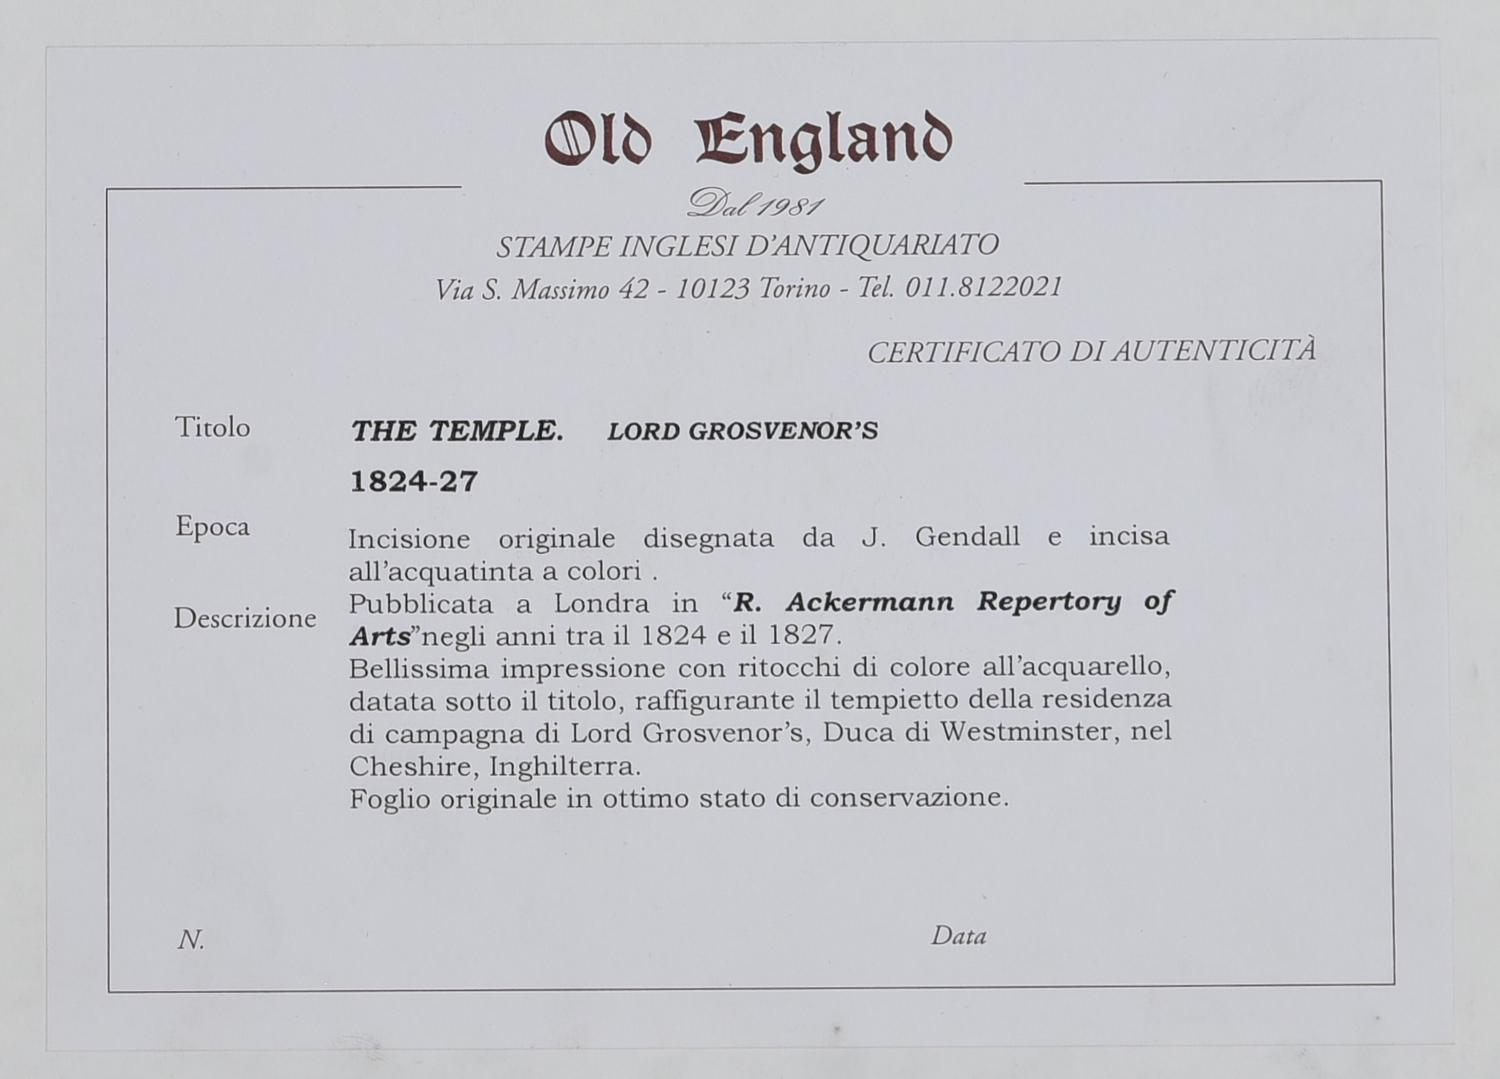 Old England
Dal 1981
STAMPE INGLESI D'ANTIQUARIATO
Via S. Massimo 42 - 10123 Torino - Tel. 011.8122021
CERTIFICATO DI AUTENTICITÀ
Titolo THE TEMPLE. LORD GROSVENOR'S
1824-27
Epoca
Incisione originale disegnata da J. Gendall e incisa
all'acquatinta a colori .
Pubblicata a Londra in “R. Ackermann Repertory of
Descrizione
Arts”negli anni tra il 1824 e il 1827.
Bellissima impressione con ritocchi di colore all'acquarello,
datata sotto il titolo, raffigurante il tempietto della residenza
di campagna di Lord Grosvenor's, Duca di Westminster, nel
Cheshire, Inghilterra.
Foglio originale in ottimo stato di conservazione.
N. Data